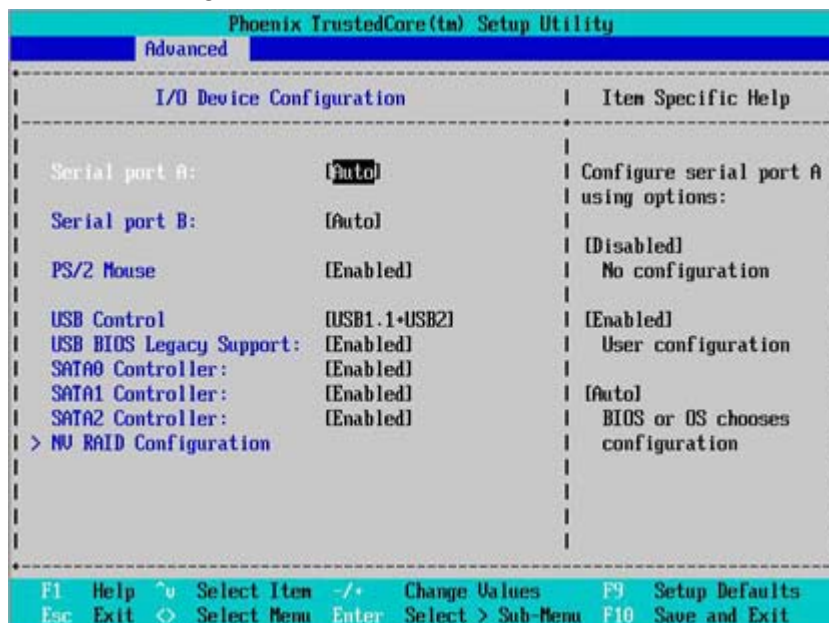 Phoenix TrustedCore(tm) Setup Utility
Advanced
I/O Device Configuration
Item Specific Help
Serial port A: [Auto]
Serial port B: [Auto]
PS/2 Mouse [Enabled]
USB Control [USB1.1+USB2]
USB BIOS Legacy Support: [Enabled]
SATA0 Controller: [Enabled]
SATA1 Controller: [Enabled]
SATA2 Controller: [Enabled]
> NV RAID Configuration
Configure serial port A
using options:
[Disabled]
No configuration
[Enabled]
User configuration
[Auto]
BIOS or OS chooses
configuration
F1 Help ^v Select Item -/+ Change Values F9 Setup Defaults
Esc Exit <> Select Menu Enter Select > Sub-Menu F10 Save and Exit